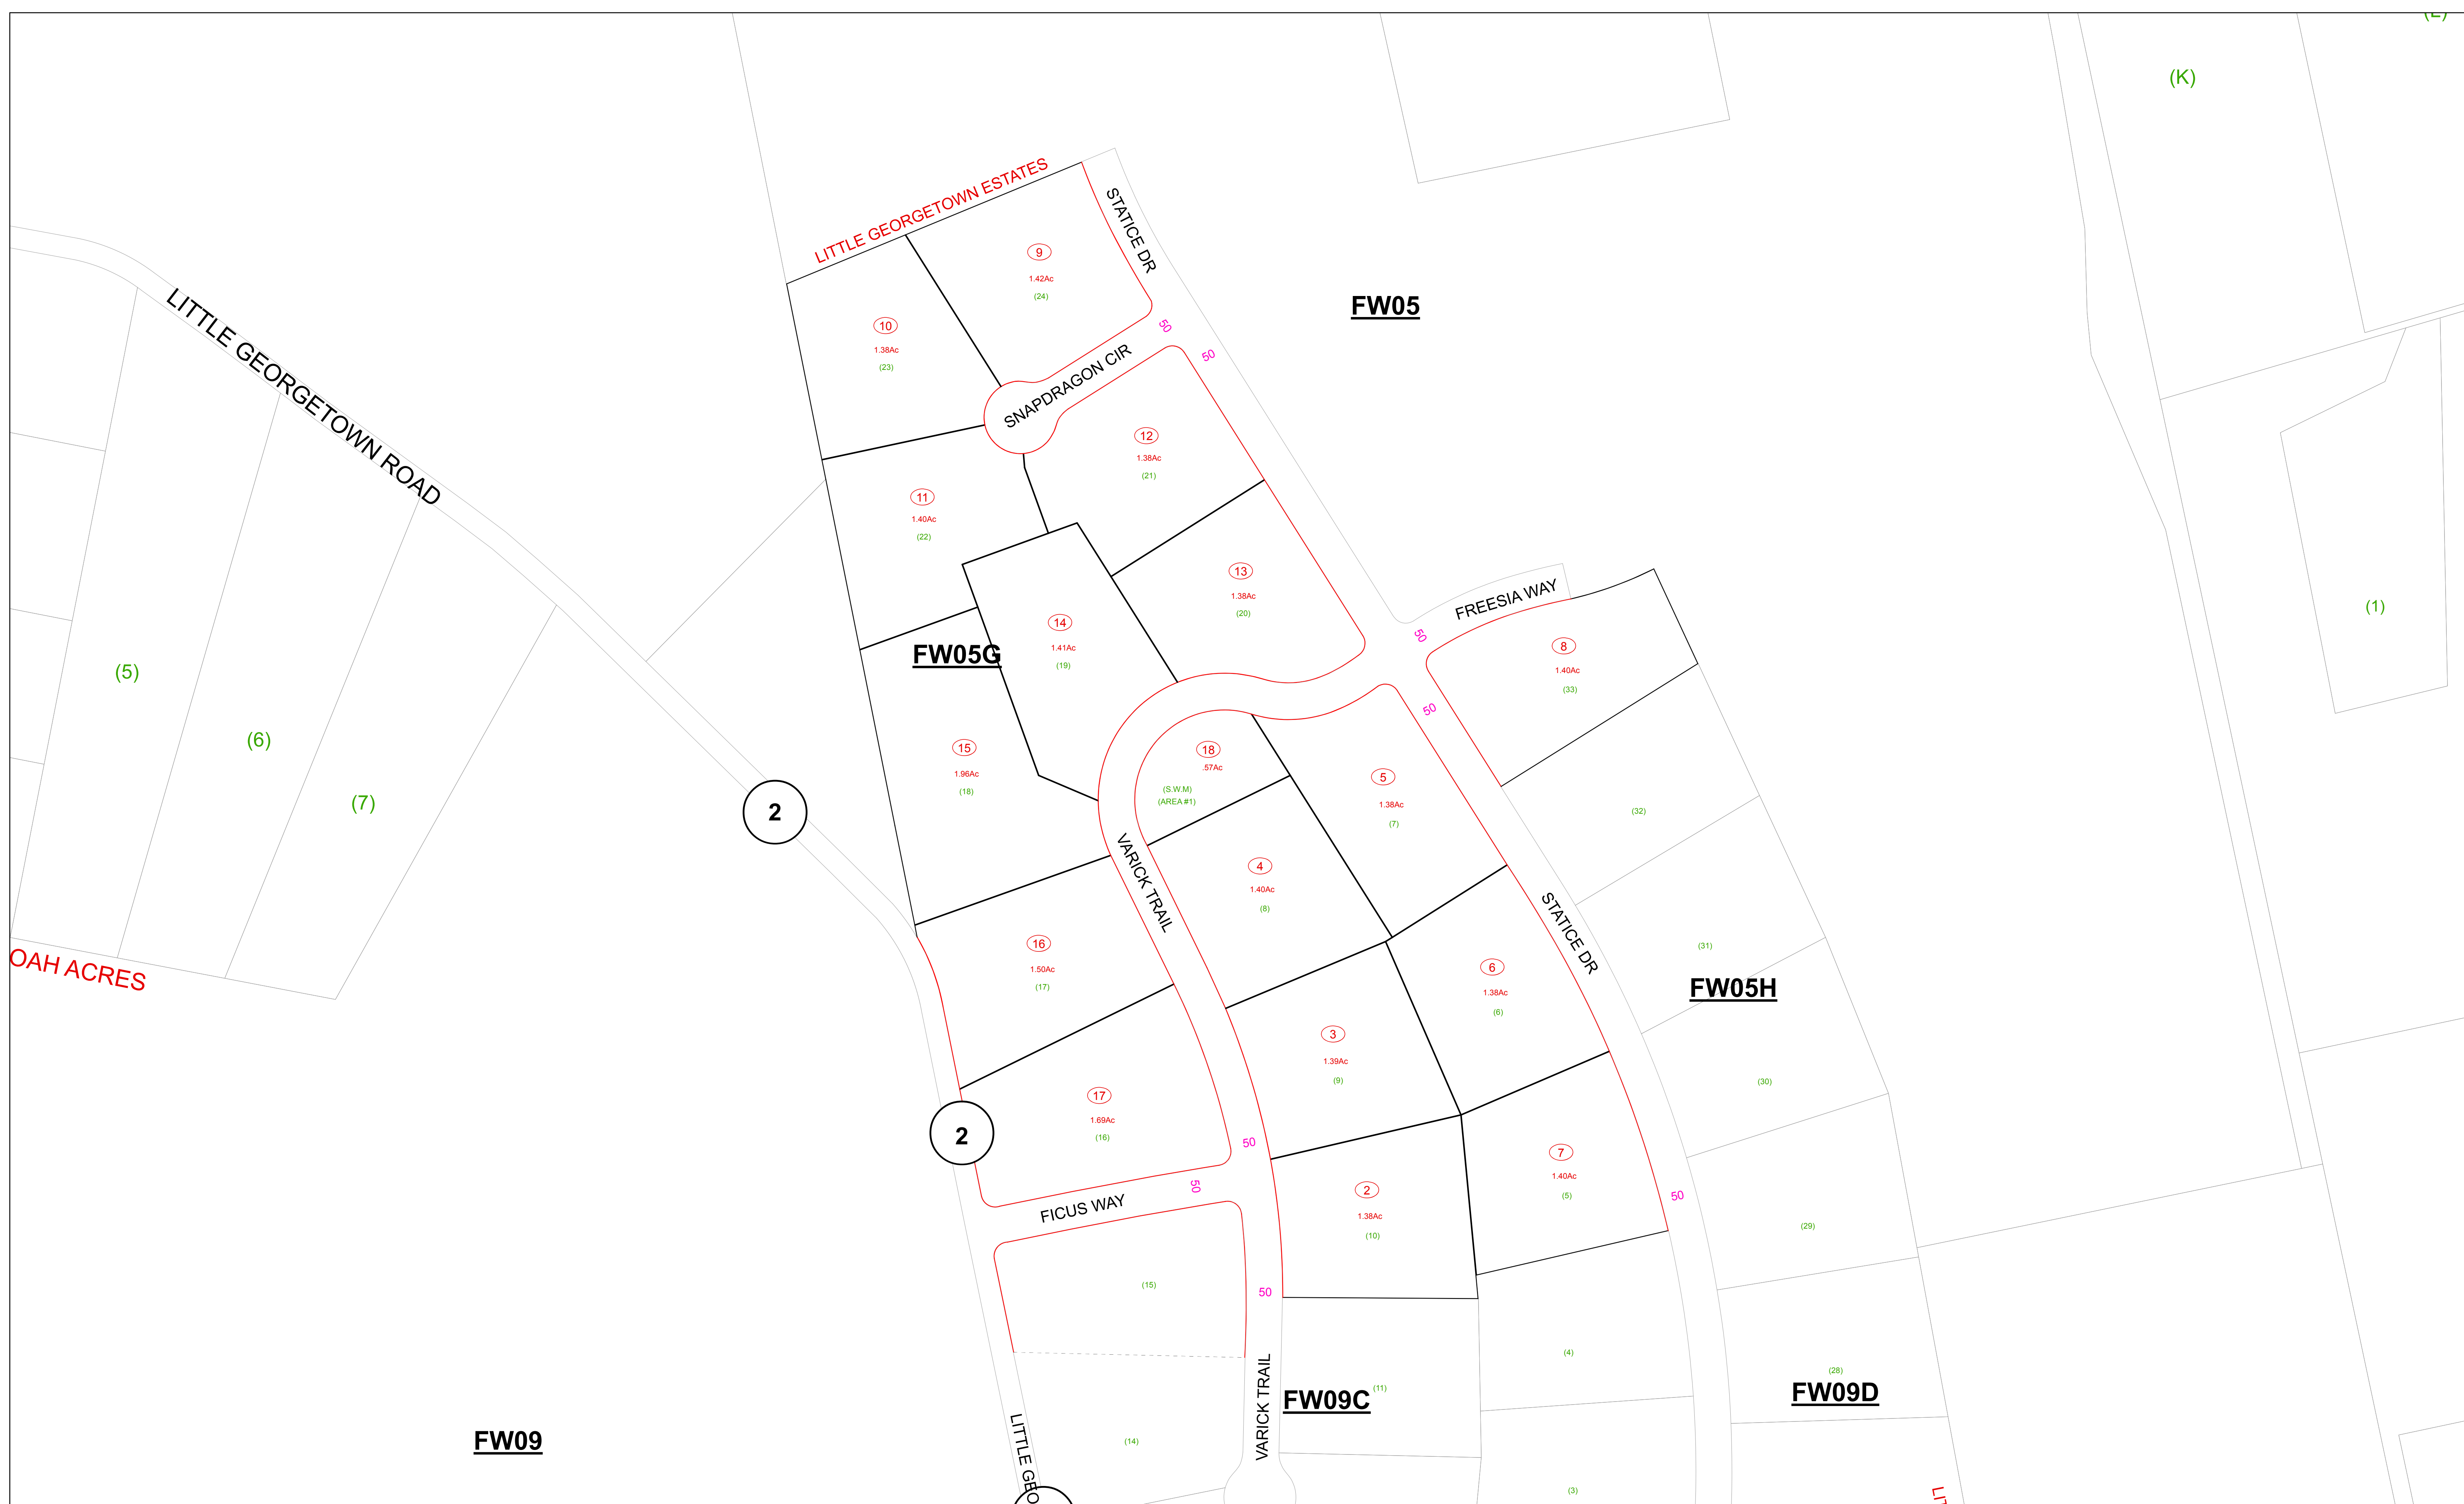 (K)
LITTLE GEORGETOWN ESTATES
STATICE DR
9
1.42Ac
(24)
FW05
10
1.38Ac
(23)
50
50
LITTLE GEORGETOWN ROAD
SNAPDRAGON CIR
12
1.38Ac
(21)
11
1.40Ac
(22)
13
1.38Ac
(20)
FREESIA WAY
(1)
14
1.41Ac
(19)
50
8
1.40Ac
(33)
FW05G
(5)
(6)
(7)
50
15
1.96Ac
(18)
18
.57Ac
(S.W.M)
(AREA #1)
5
1.38Ac
(7)
2
(32)
VARICK TRAIL
4
1.40Ac
(8)
STATICE DR
16
1.50Ac
(17)
6
1.38Ac
(6)
(31)
OAH ACRES
FW05H
3
1.39Ac
(9)
(30)
17
1.69Ac
(16)
2
50
7
1.40Ac
(5)
50
50
2
1.38Ac
(10)
FICUS WAY
(29)
(15)
50
(4)
(28)
VARICK TRAIL
FW09C
(11)
FW09D
FW09
(14)
LITTLE GEO
(3)